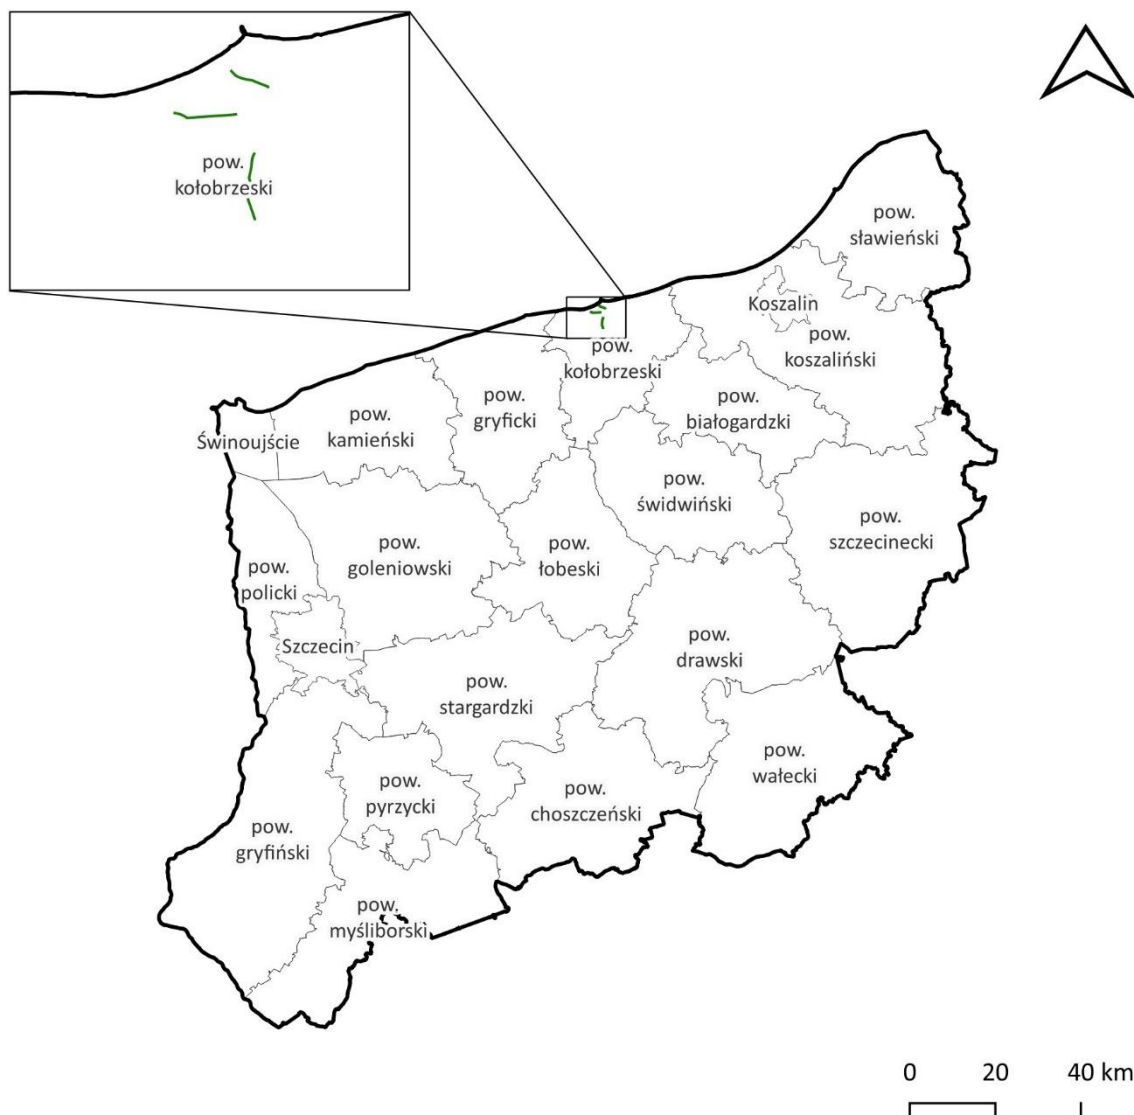 pow.
kołobrzeski
pow.
sławieński
Koszalin
pow.
koszaliński
pow.
kołobrzeski
pow.
białogardzki
pow.
gryficki
pow.
kamieński
Świnoujście
pow.
świdwiński
pow.
szczecinecki
pow.
goleniowski
pow.
łobeski
pow.
policki
Szczecin
pow.
drawski
pow.
stargardzki
pow.
wałecki
pow.
pyrzycki
pow.
choszczeński
pow.
gryfiński
pow.
myśliborski
0 20 40 km